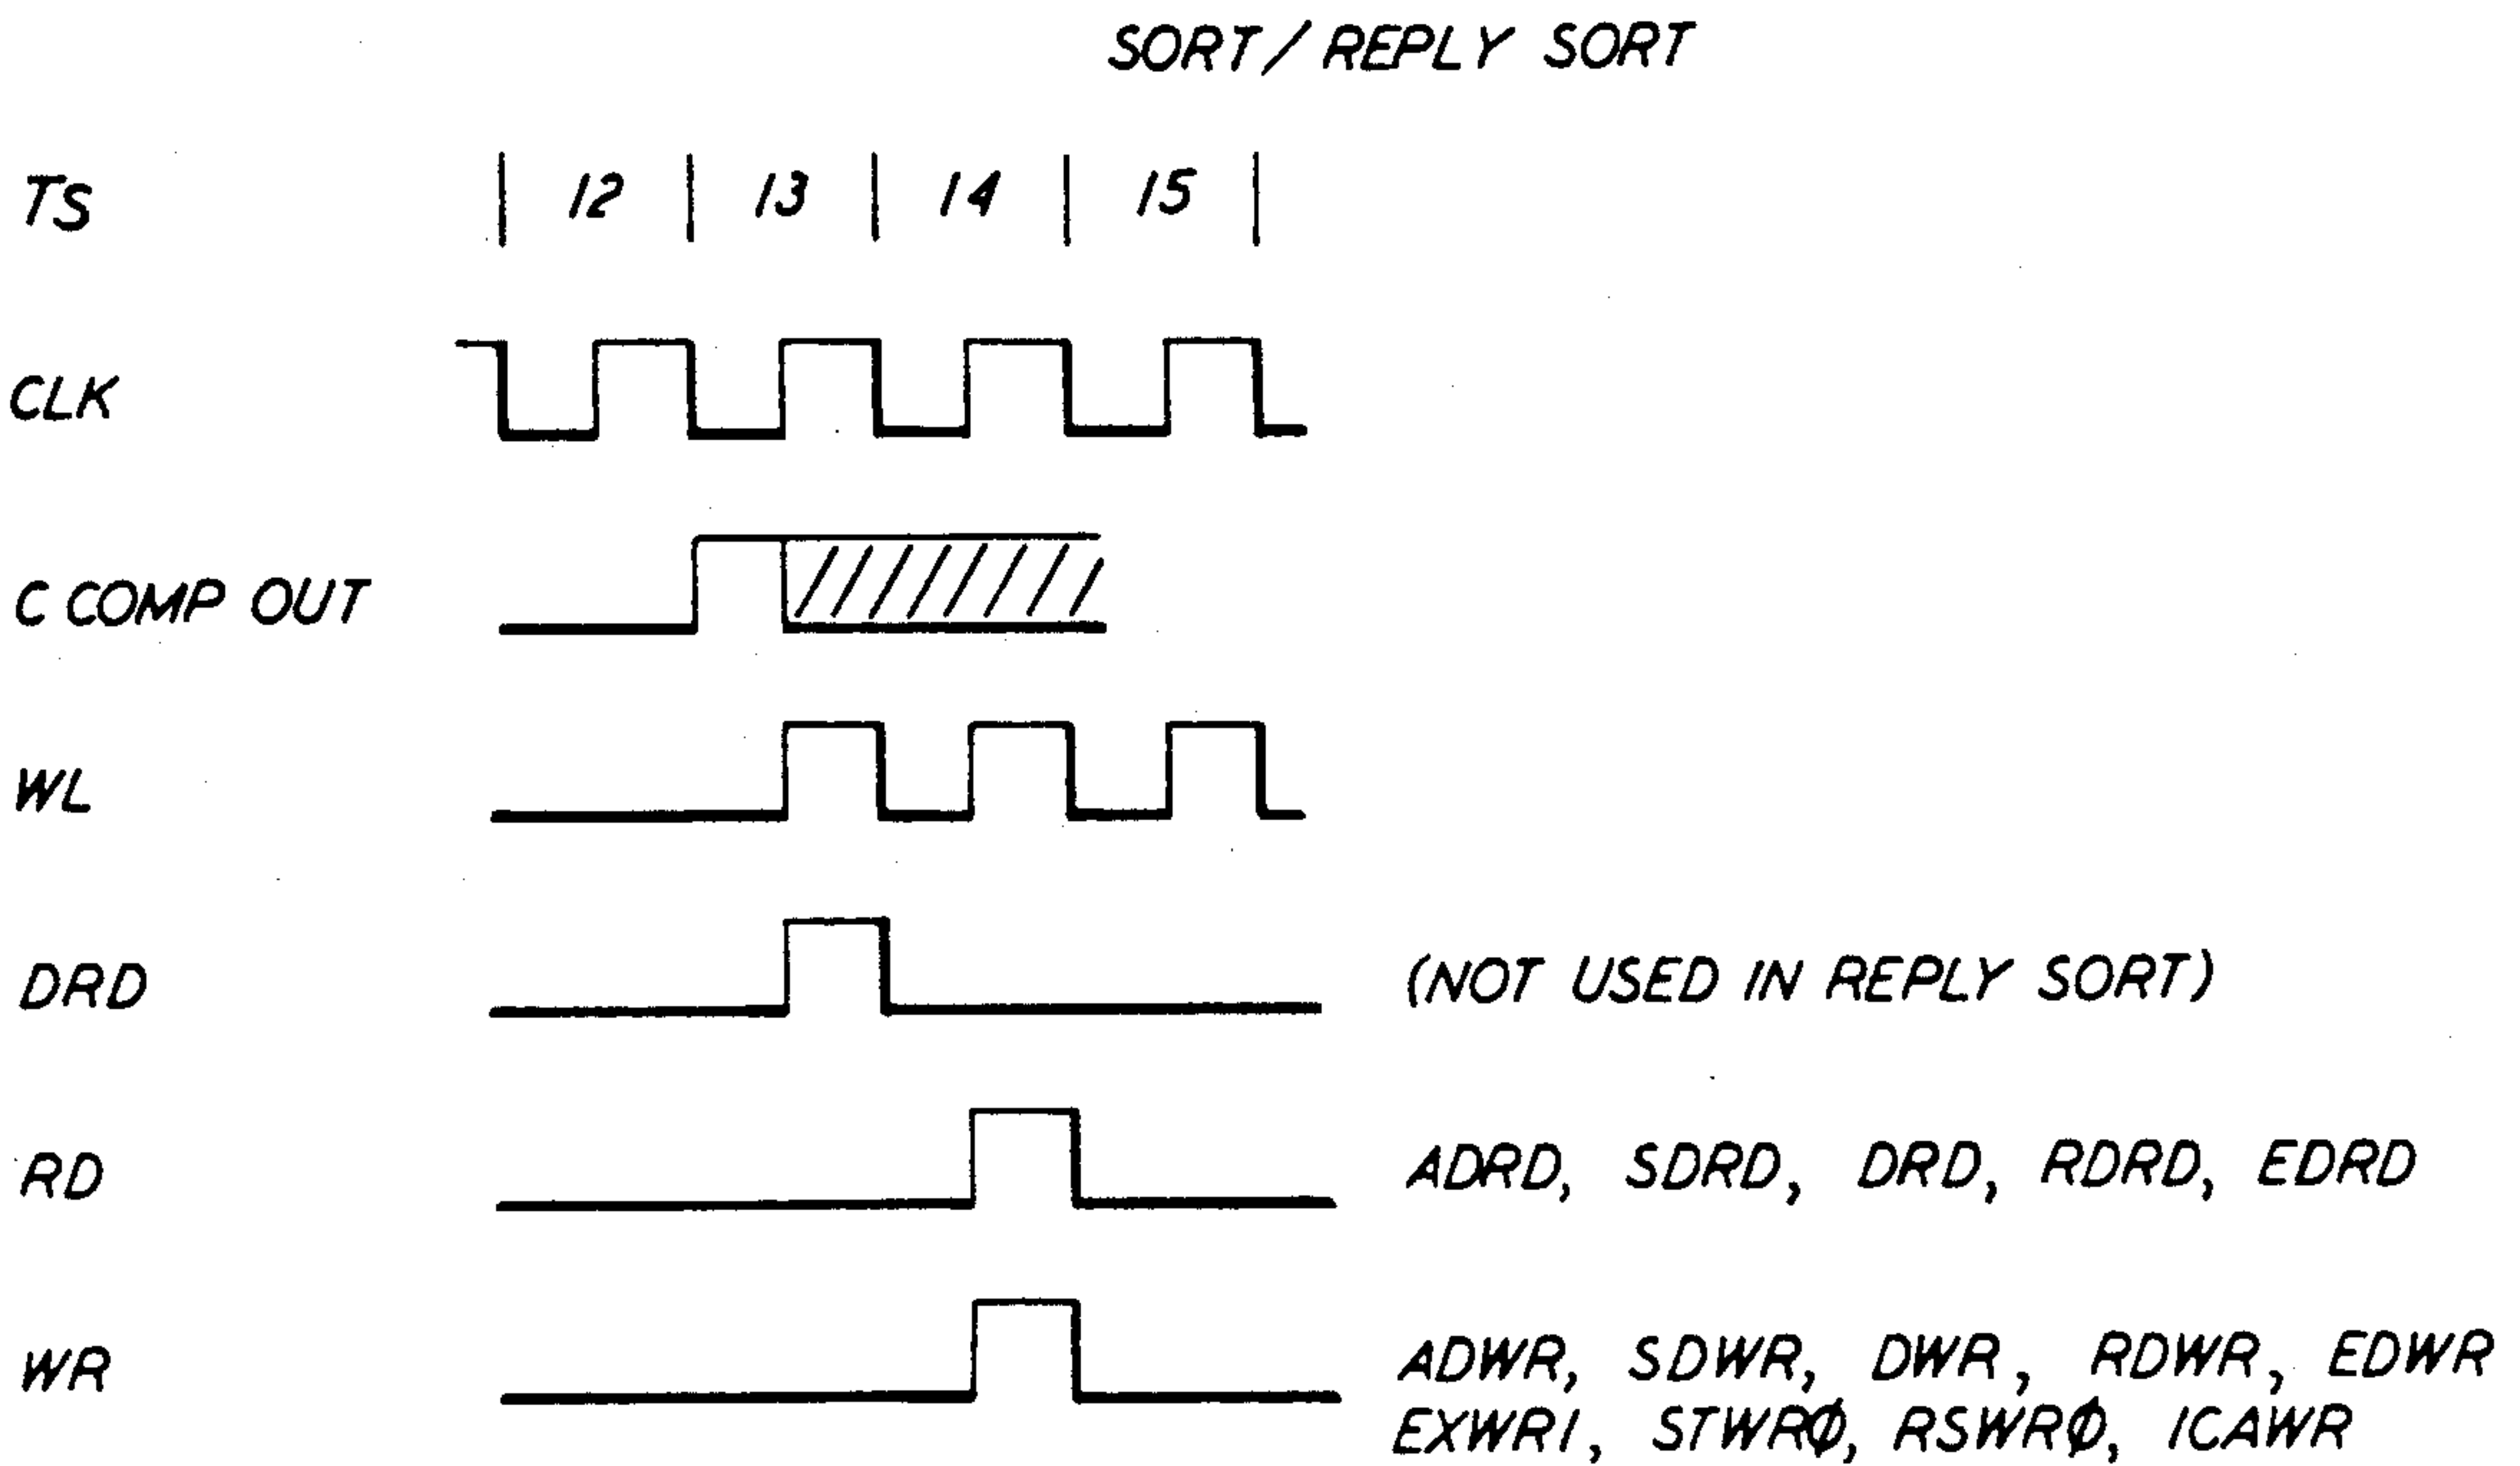 SORT/REPLY SORT
TS 12 13 14 15
CLK
C COMP OUT
WL
DRD (NOT USED IN REPLY SORT)
RD ADRD, SDRD, DRD, RDRD, EDRD
WR ADWR, SDWR, DWR, RDWR, EDWR
EXWR1, STWRØ, RSWRØ, ICAWR